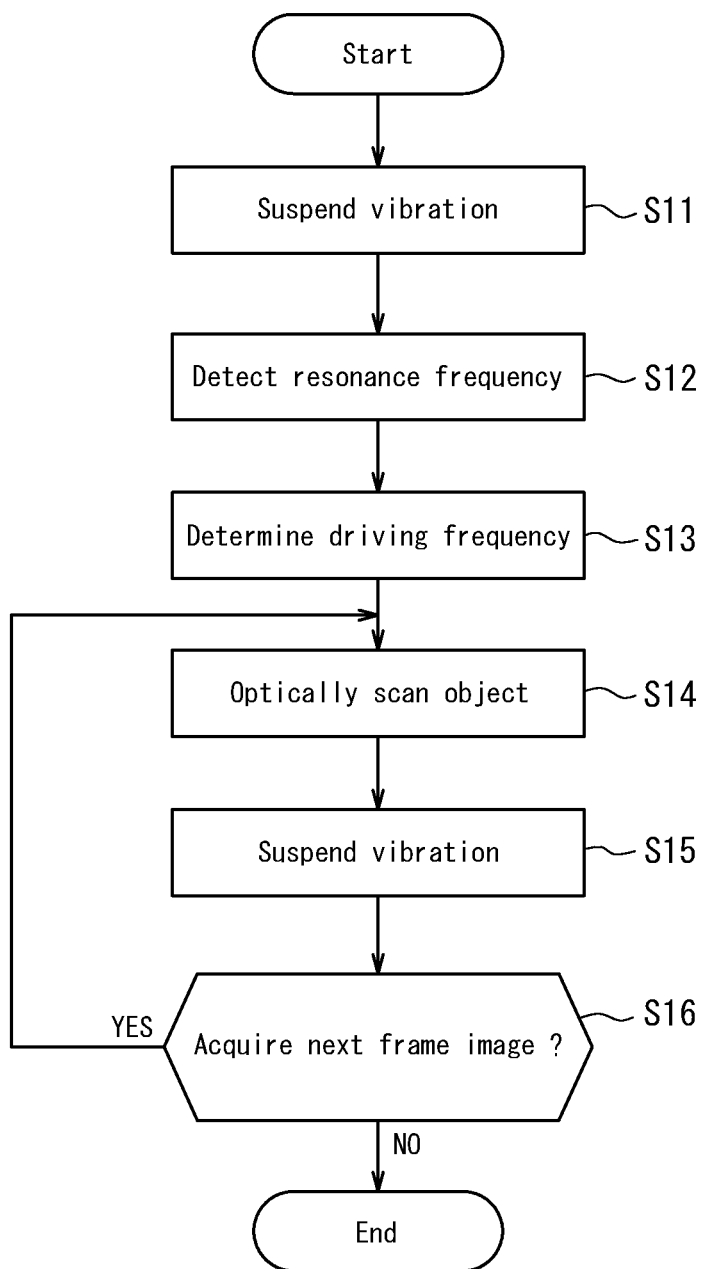 Start
Suspend vibration
S11
Detect resonance frequency
S12
Determine driving frequency
S13
Optically scan object
S14
Suspend vibration
S15
Acquire next frame image ?
S16
YES
NO
End